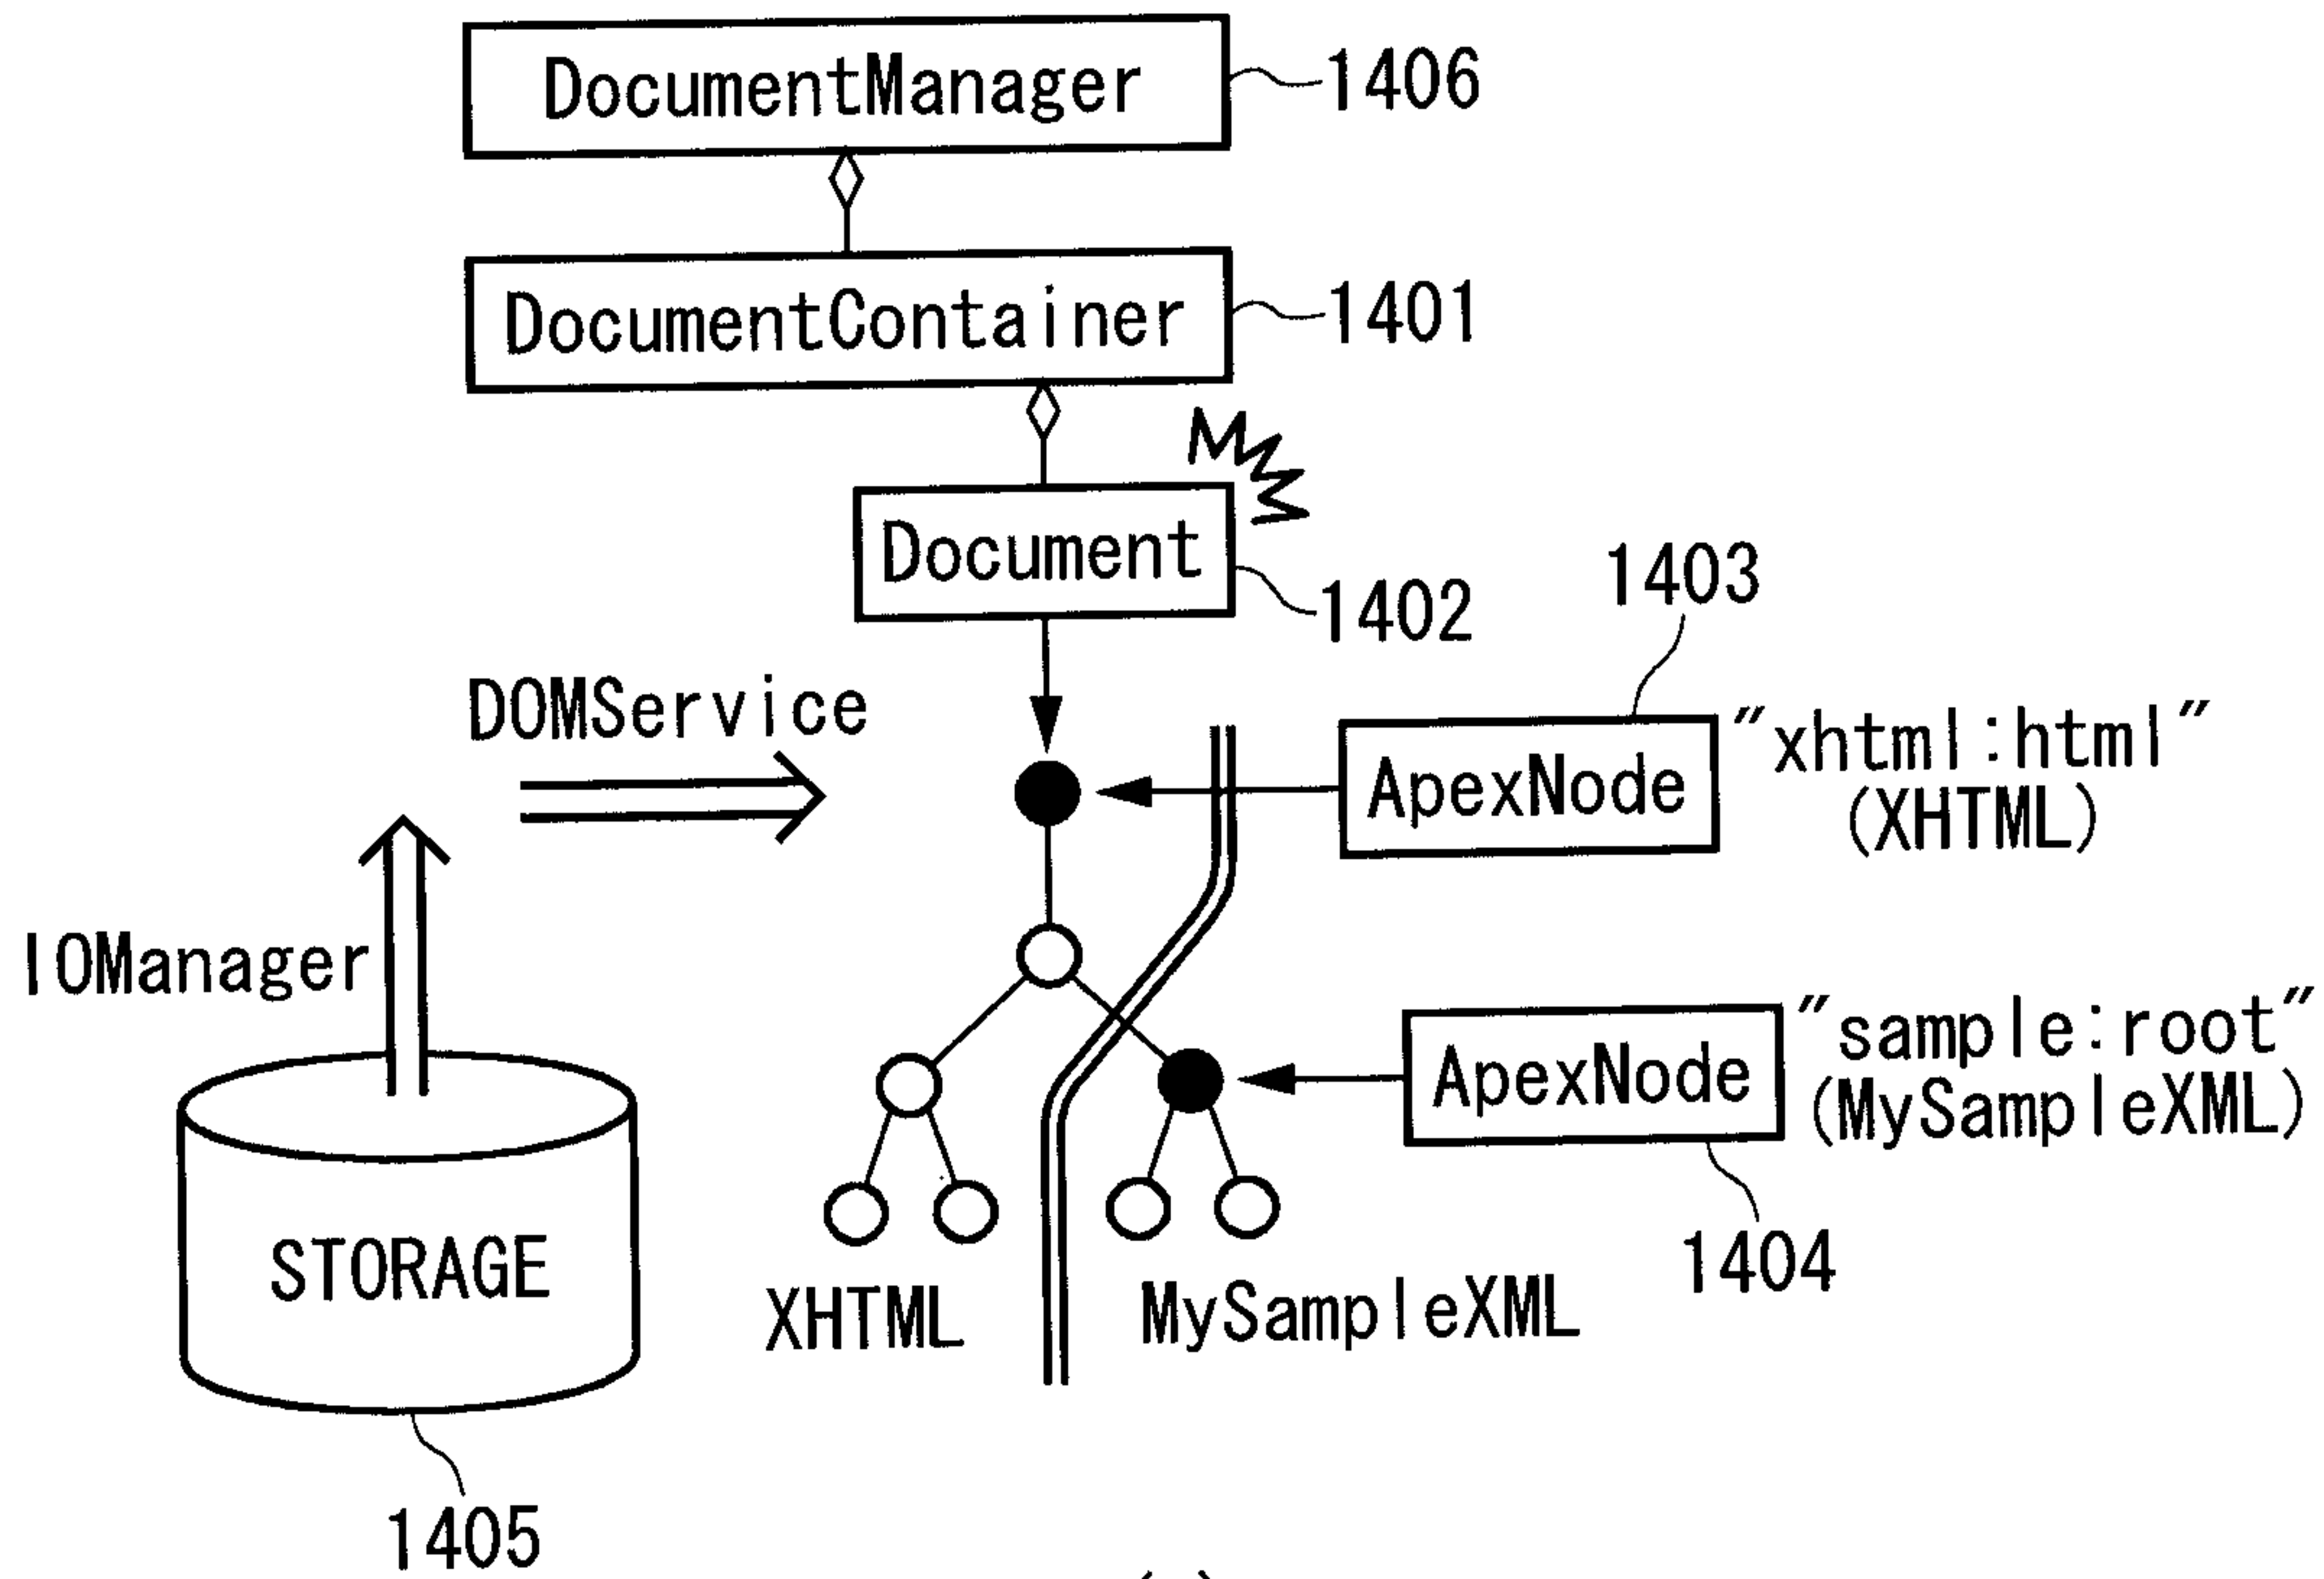 DocumentManager
1406
DocumentContainer
1401
Document
1402
1403
DOMService
ApexNode
"xhtml:html"
(XHTML)
IOManager
ApexNode
"sample:root"
(MySampleXML)
STORAGE
1404
XHTML
MySampleXML
1405